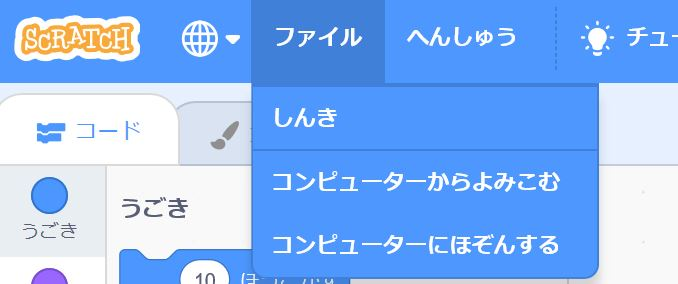 SCRATCH ファイル へんしゅう チュー
しんき
コード
コンピューターからよみこむ
うごき うごき
コンピューターにほぞんする
10